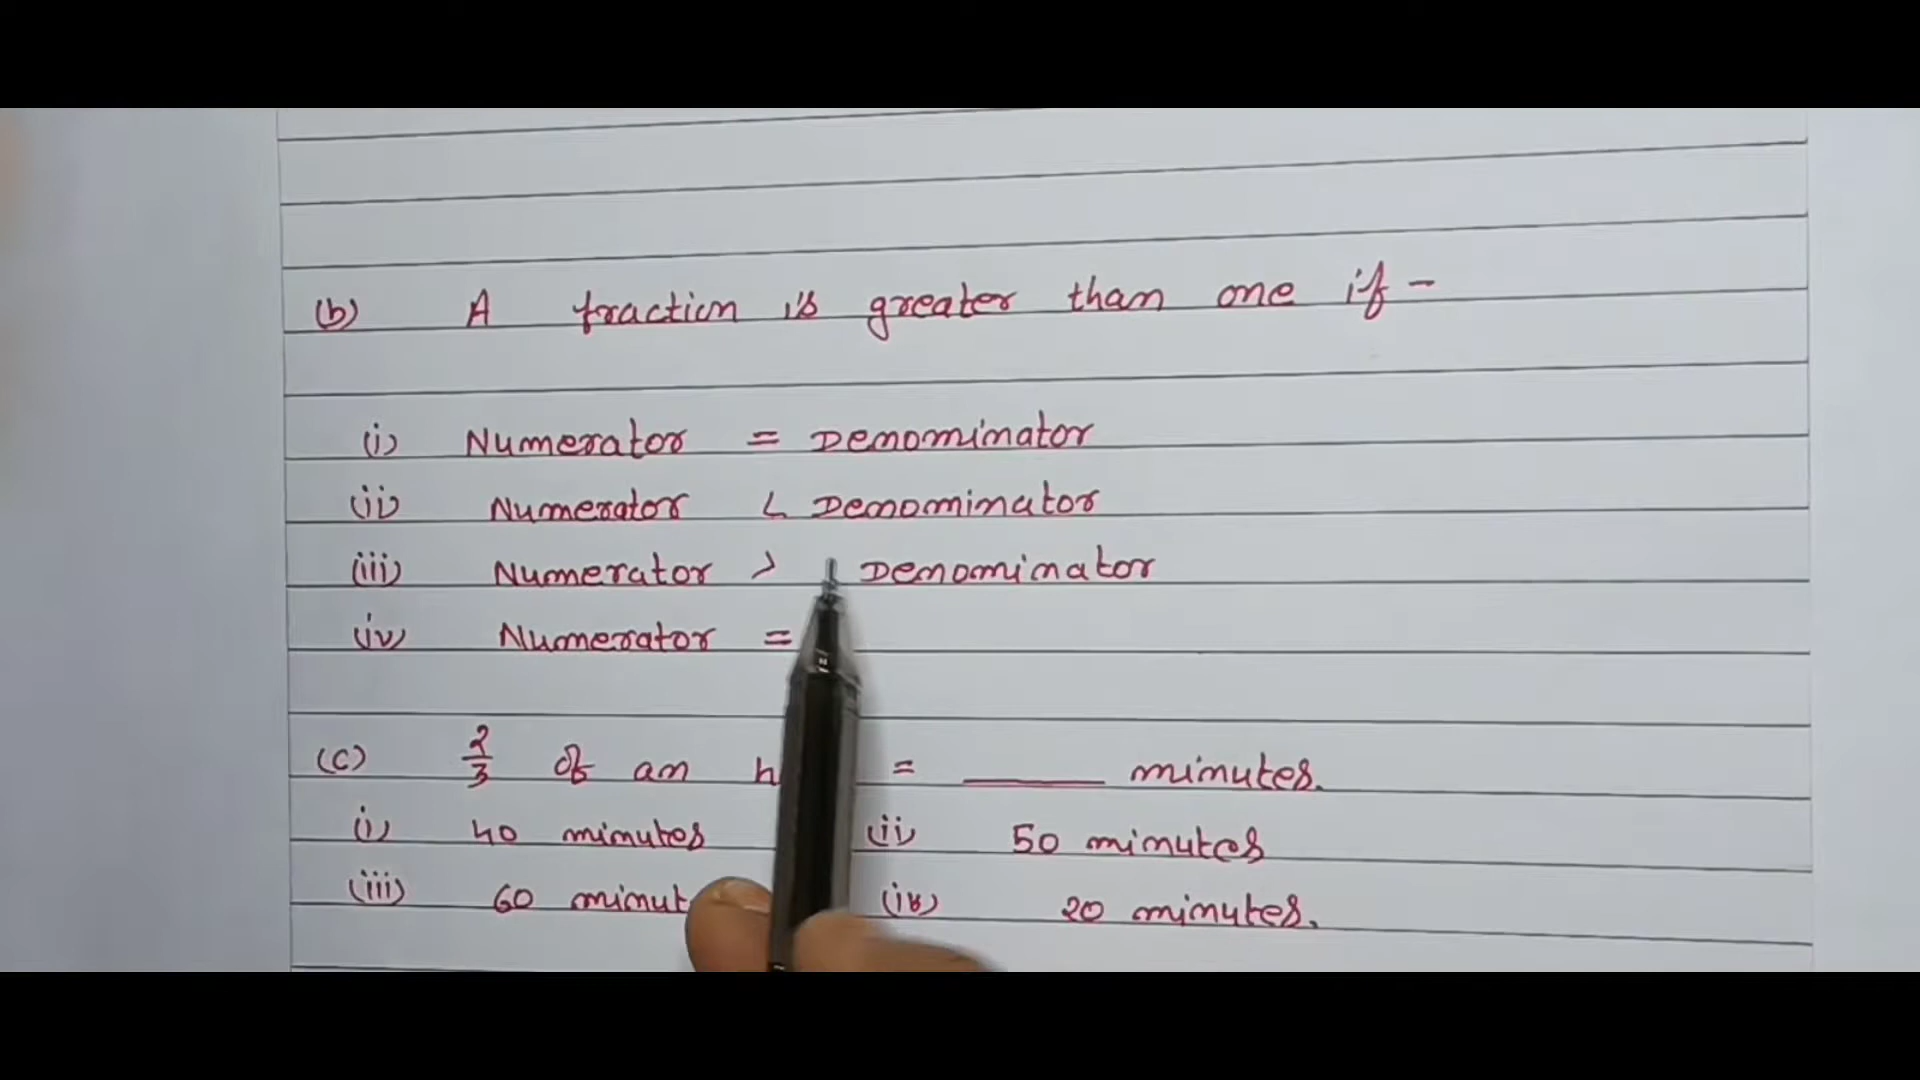 (b) A fraction is greater than one if -
(i) Numerator = Denominator
(ii) Numerator < Denominator
(iii) Numerator > Denominator
(iv) Numerator =
(c) 2/3 of an = ______ minutes.
(i) 40 minutes (ii) 50 minutes
(iii) 60 (iv) 20 minutes.